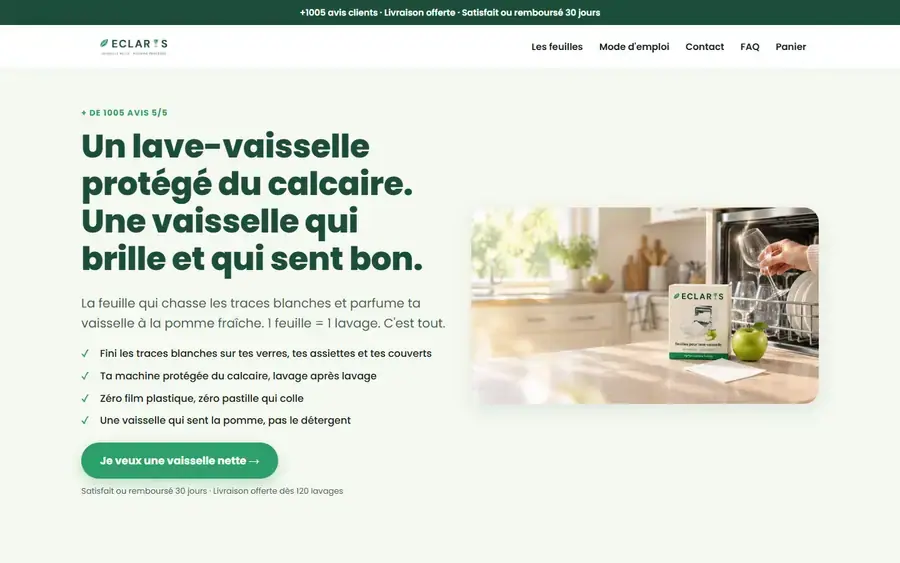 +1005 avis clients · Livraison offerte · Satisfait ou remboursé 30 jours
ECLARYS
Les feuilles
Mode d'emploi
Contact
FAQ
Panier
+ DE 1005 AVIS 5/5
Un lave-vaisselle
protégé du calcaire.
Une vaisselle qui
brille et qui sent bon.
La feuille qui chasse les traces blanches et parfume ta
vaisselle à la pomme fraîche. 1 feuille = 1 lavage. C'est tout.
✓ Fini les traces blanches sur tes verres, tes assiettes et tes couverts
✓ Ta machine protégée du calcaire, lavage après lavage
✓ Zéro film plastique, zéro pastille qui colle
✓ Une vaisselle qui sent la pomme, pas le détergent
Je veux une vaisselle nette →
Satisfait ou remboursé 30 jours · Livraison offerte dès 120 lavages
ECLARYS